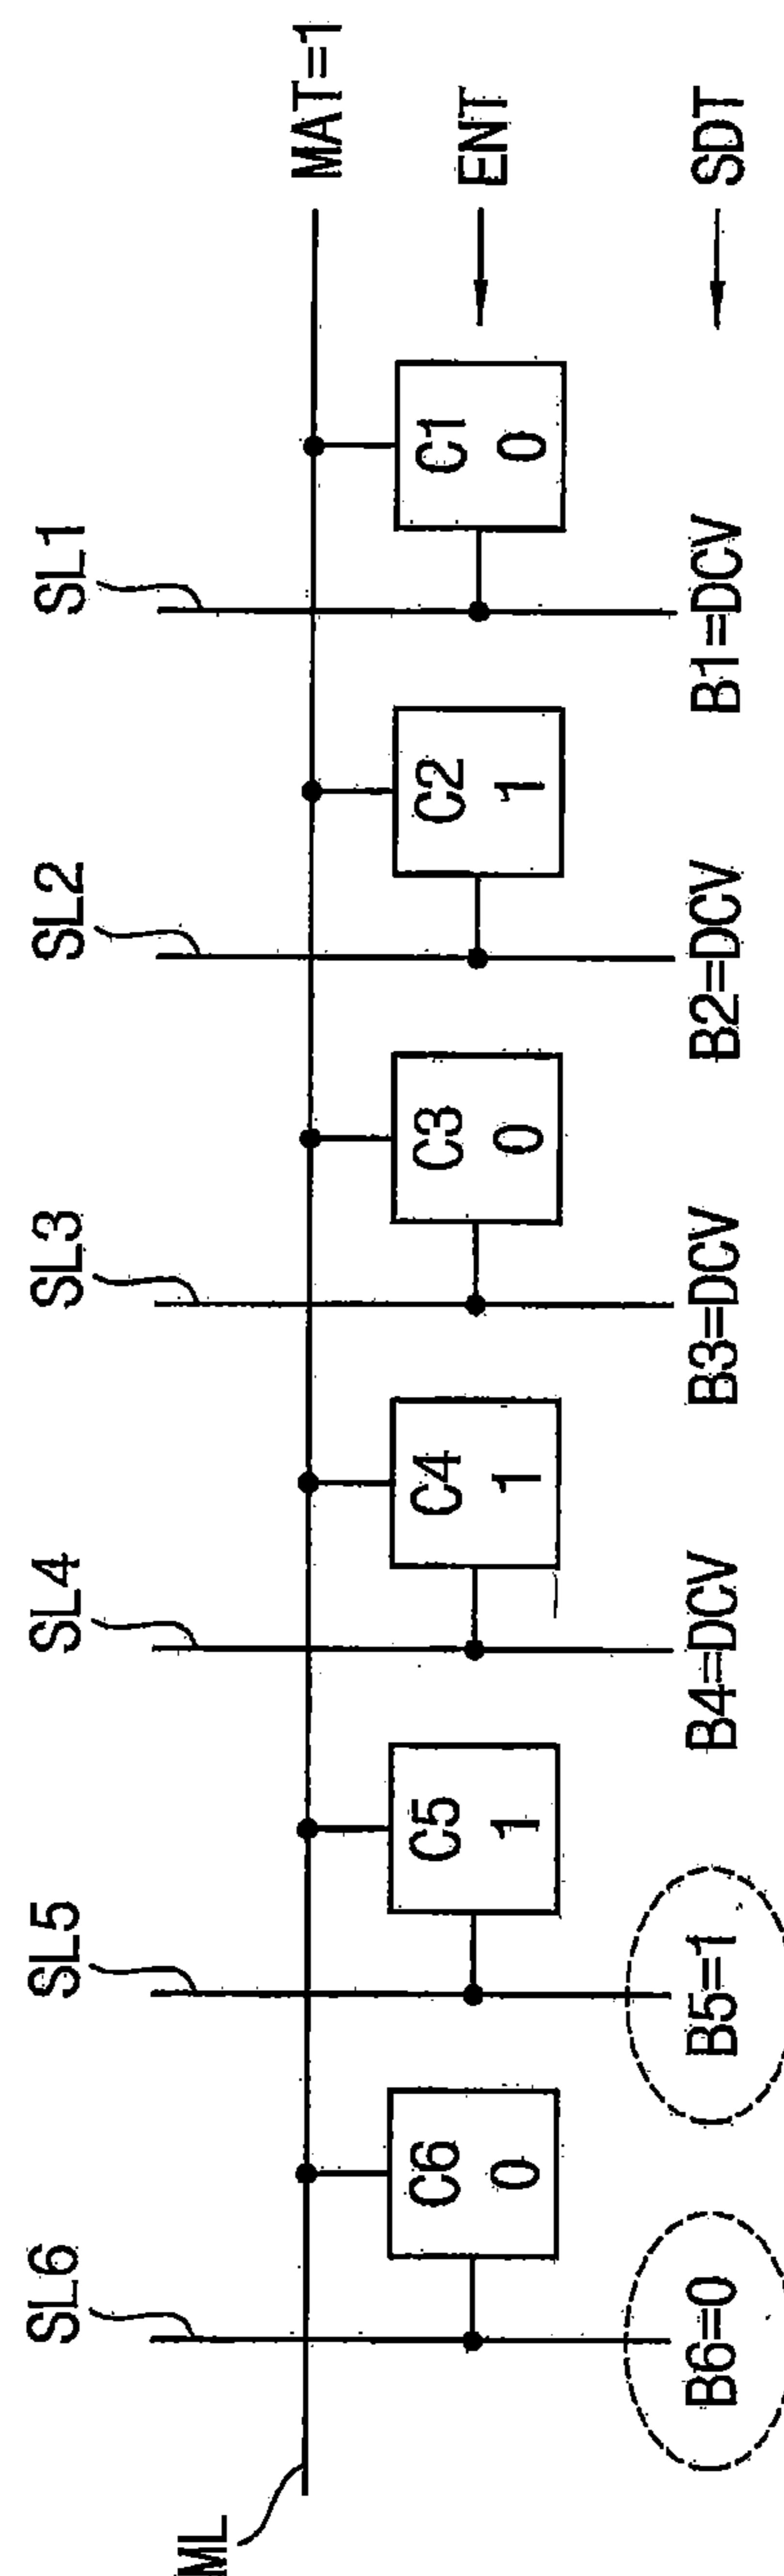 SL6 SL5 SL4 SL3 SL2 SL1
ML MAT=1
C6 C5 C4 C3 C2 C1 ENT
0 1 1 0 1 0
B6=0 B5=1 B4=DCV B3=DCV B2=DCV B1=DCV SDT